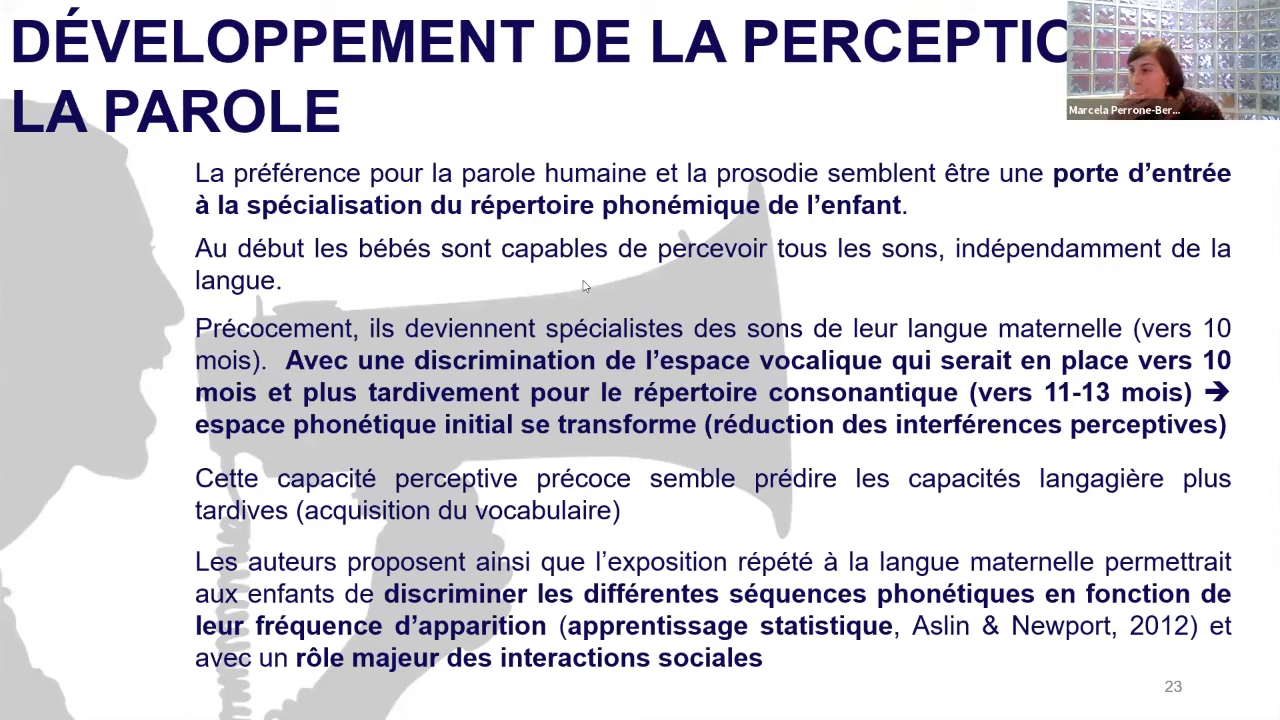 DÉVELOPPEMENT DE LA PERCEPTIO
LA PAROLE
Marcela Perrone-Ber...
La préférence pour la parole humaine et la prosodie semblent être une porte d’entrée
à la spécialisation du répertoire phonémique de l’enfant.
Au début les bébés sont capables de percevoir tous les sons, indépendamment de la
langue.
Précocement, ils deviennent spécialistes des sons de leur langue maternelle (vers 10
mois). Avec une discrimination de l’espace vocalique qui serait en place vers 10
mois et plus tardivement pour le répertoire consonantique (vers 11-13 mois) ➔
espace phonétique initial se transforme (réduction des interférences perceptives)
Cette capacité perceptive précoce semble prédire les capacités langagière plus
tardives (acquisition du vocabulaire)
Les auteurs proposent ainsi que l’exposition répété à la langue maternelle permettrait
aux enfants de discriminer les différentes séquences phonétiques en fonction de
leur fréquence d’apparition (apprentissage statistique, Aslin & Newport, 2012) et
avec un rôle majeur des interactions sociales
23